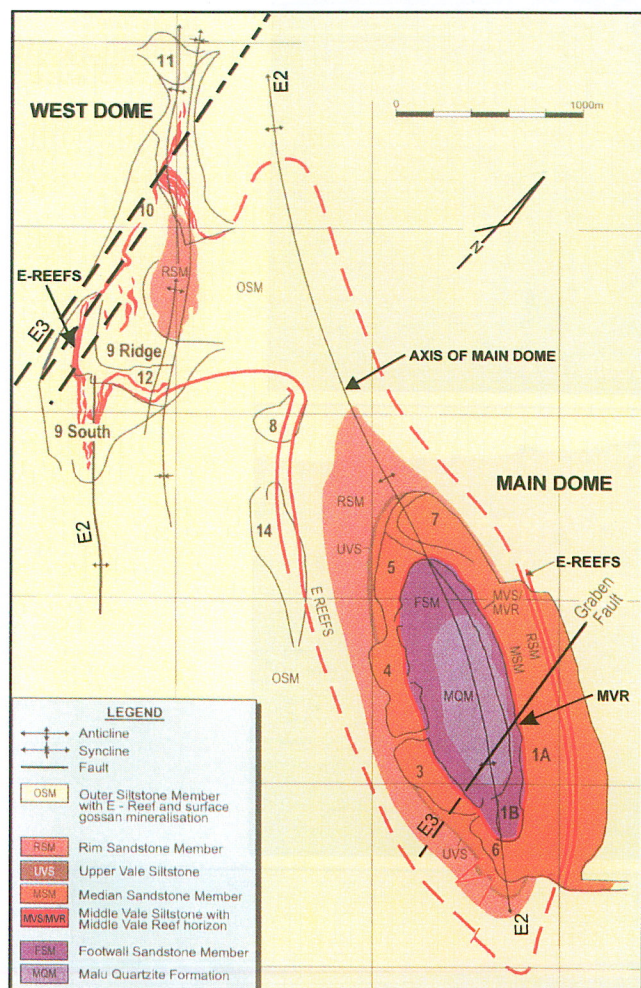 11
E2
WEST DOME
0 1000m
10
N
E-REEFS
RSM
OSM
E3
AXIS OF MAIN DOME
9 Ridge
12
9 South
8
MAIN DOME
E2
RSM
7
14
UVS
E-REEFS
5
FSM
MVS/
MVR
Graben
Fault
E REEFS
RSM
MSM
OSM
4
MQM
MVR
1A
3
1B
E3
6
UVS
E2
LEGEND
Anticline
Syncline
Fault
OSM Outer Siltstone Member
with E - Reef and surface
gossan mineralisation
RSM Rim Sandstone Member
UVS Upper Vale Siltstone
MSM Median Sandstone Member
MVS/MVR Middle Vale Siltstone with
Middle Vale Reef horizon
FSM Footwall Sandstone Member
MQM Malu Quartzite Formation